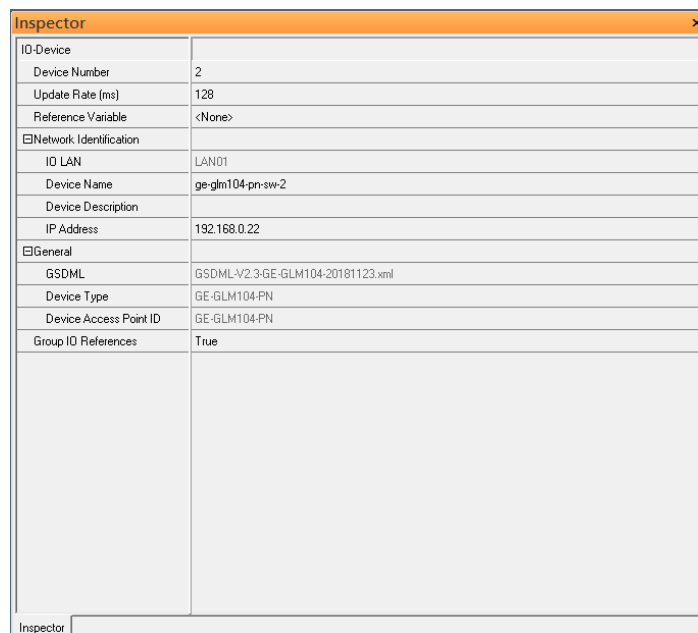 Inspector
IO-Device
Device Number 2
Update Rate (ms) 128
Reference Variable <None>
Network Identification
IO LAN LAN01
Device Name ge-glm104-pn-sw-2
Device Description
IP Address 192.168.0.22
General
GSDML GSDML-V2.3-GE-GLM104-20181123.xml
Device Type GE-GLM104-PN
Device Access Point ID GE-GLM104-PN
Group IO References True
Inspector